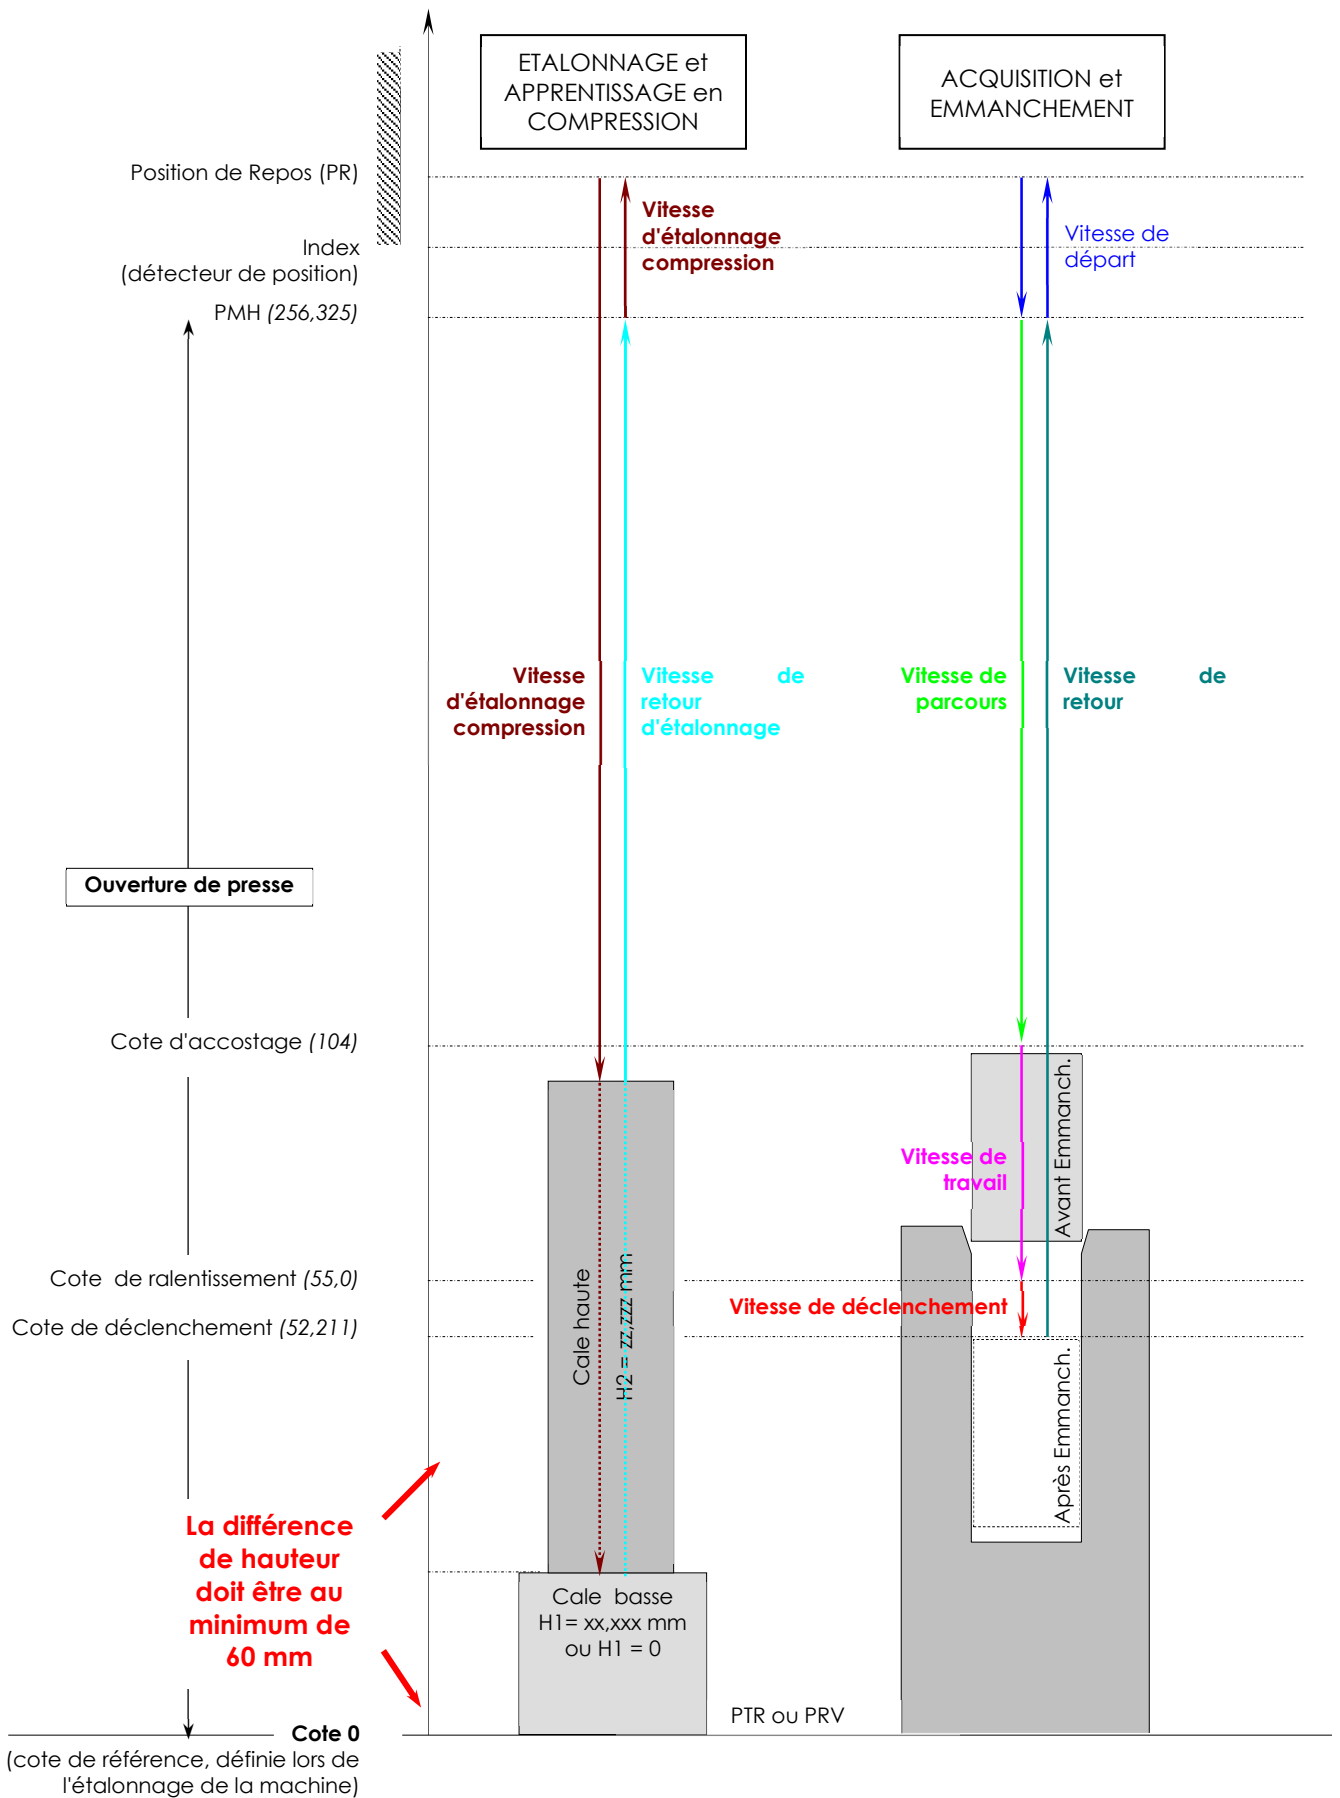 ETALONNAGE et
APPRENTISSAGE en
COMPRESSION
ACQUISITION et
EMMANCHEMENT
Position de Repos (PR)
Vitesse
d'étalonnage
compression
Vitesse de
départ
Index
(détecteur de position)
PMH (256,325)
Vitesse
d'étalonnage
compression
Vitesse de
retour
d'étalonnage
Vitesse de
parcours
Vitesse de
retour
Ouverture de presse
Cote d'accostage (104)
Avant Emmanch.
Vitesse de
travail
Cote de ralentissement (55,0)
Vitesse de déclenchement
Cote de déclenchement (52,211)
Cale haute
H2 = zz,zzz mm
Après Emmanch.
La différence
de hauteur
doit être au
minimum de
60 mm
Cale basse
H1= xx,xxx mm
ou H1 = 0
PTR ou PRV
Cote 0
(cote de référence, définie lors de
l'étalonnage de la machine)